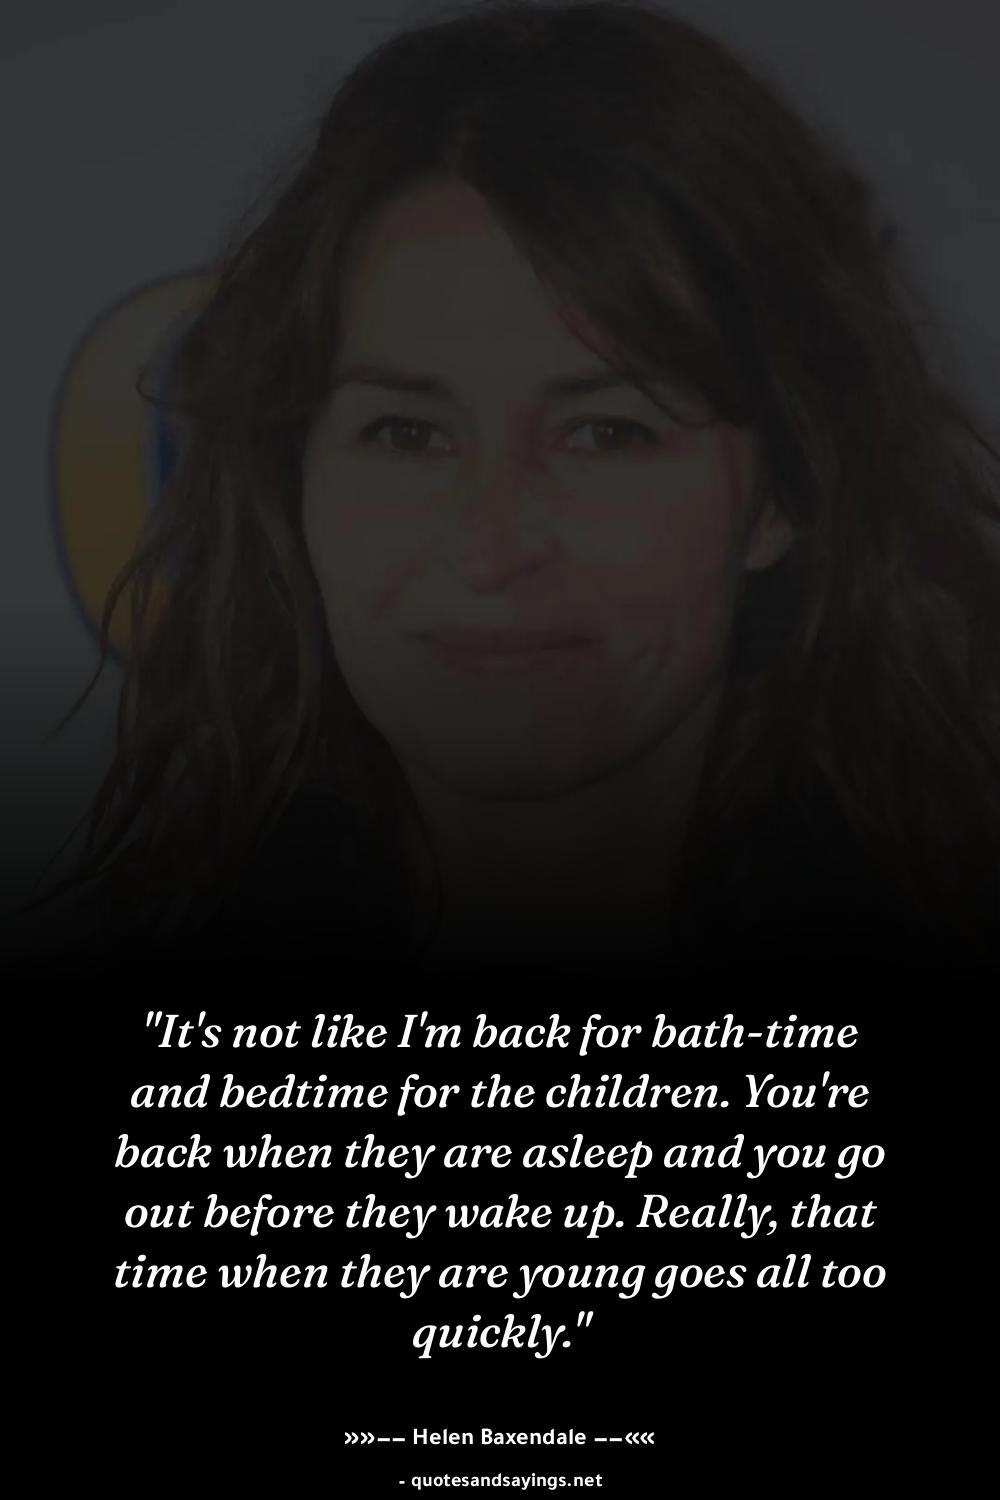 "It's not like I'm back for bath-time
and bedtime for the children. You're
back when they are asleep and you go
out before they wake up. Really, that
time when they are young goes all too
quickly."
»»–– Helen Baxendale ––««
- quotesandsayings.net